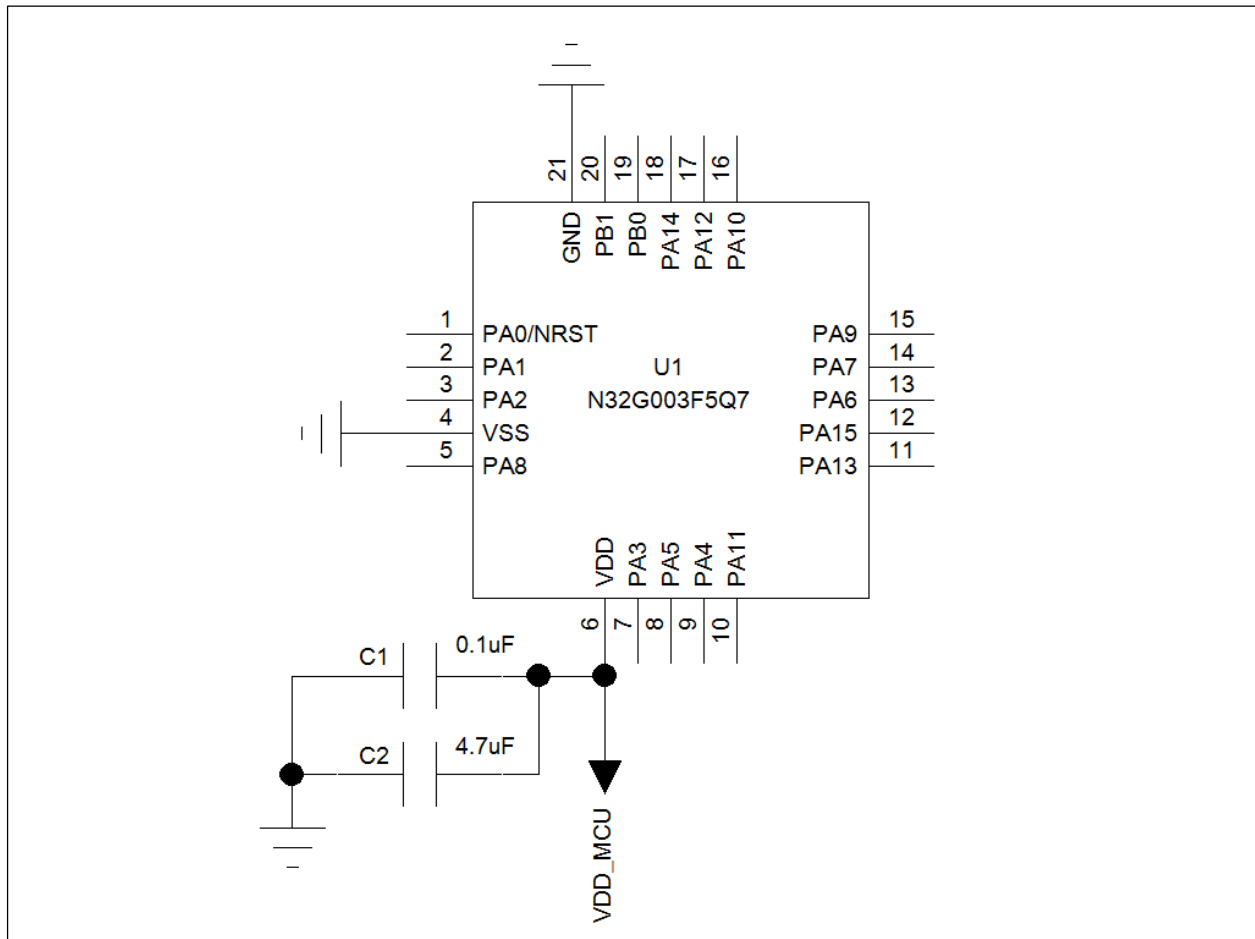 21
20
19
18
17
16
GND
PB1
PB0
PA14
PA12
PA10
1
PA0/NRST
2
PA1
3
PA2
4
VSS
5
PA8
U1
N32G003F5Q7
PA9
15
PA7
14
PA6
13
PA15
12
PA13
11
VDD
PA3
PA5
PA4
PA11
6
7
8
9
10
C1
0.1uF
C2
4.7uF
VDD_MCU